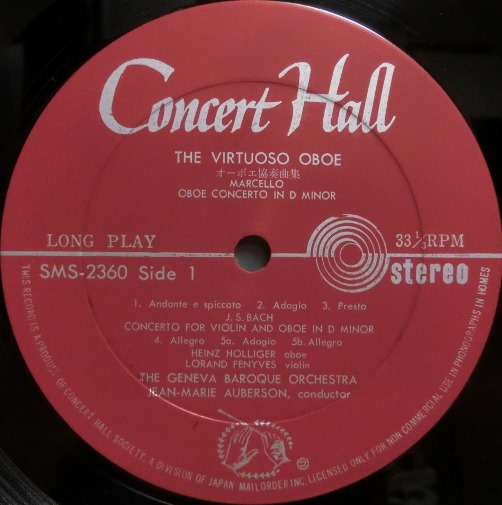 Concert Hall
THE VIRTUOSO OBOE
オーボエ協奏曲集
MARCELLO
OBOE CONCERTO IN D MINOR
LONG PLAY
33 1/3 RPM
SMS-2360 Side 1
stereo
1. Andante e spiccato 2. Adagio 3. Presto
J. S. BACH
CONCERTO FOR VIOLIN AND OBOE IN D MINOR
4. Allegro 5a. Adagio 5b. Allegro
HEINZ HOLLIGER oboe
LORAND FENYVES violin
THE GENEVA BAROQUE ORCHESTRA
JEAN-MARIE AUBERSON, conductor
THIS RECORD IS A PRODUCT OF CONCERT HALL SOCIETY, A DIVISION OF JAPAN MAIL ORDER INC. LICENSED ONLY FOR NON COMMERCIAL USE IN PHONOGRAPHS IN HOMES